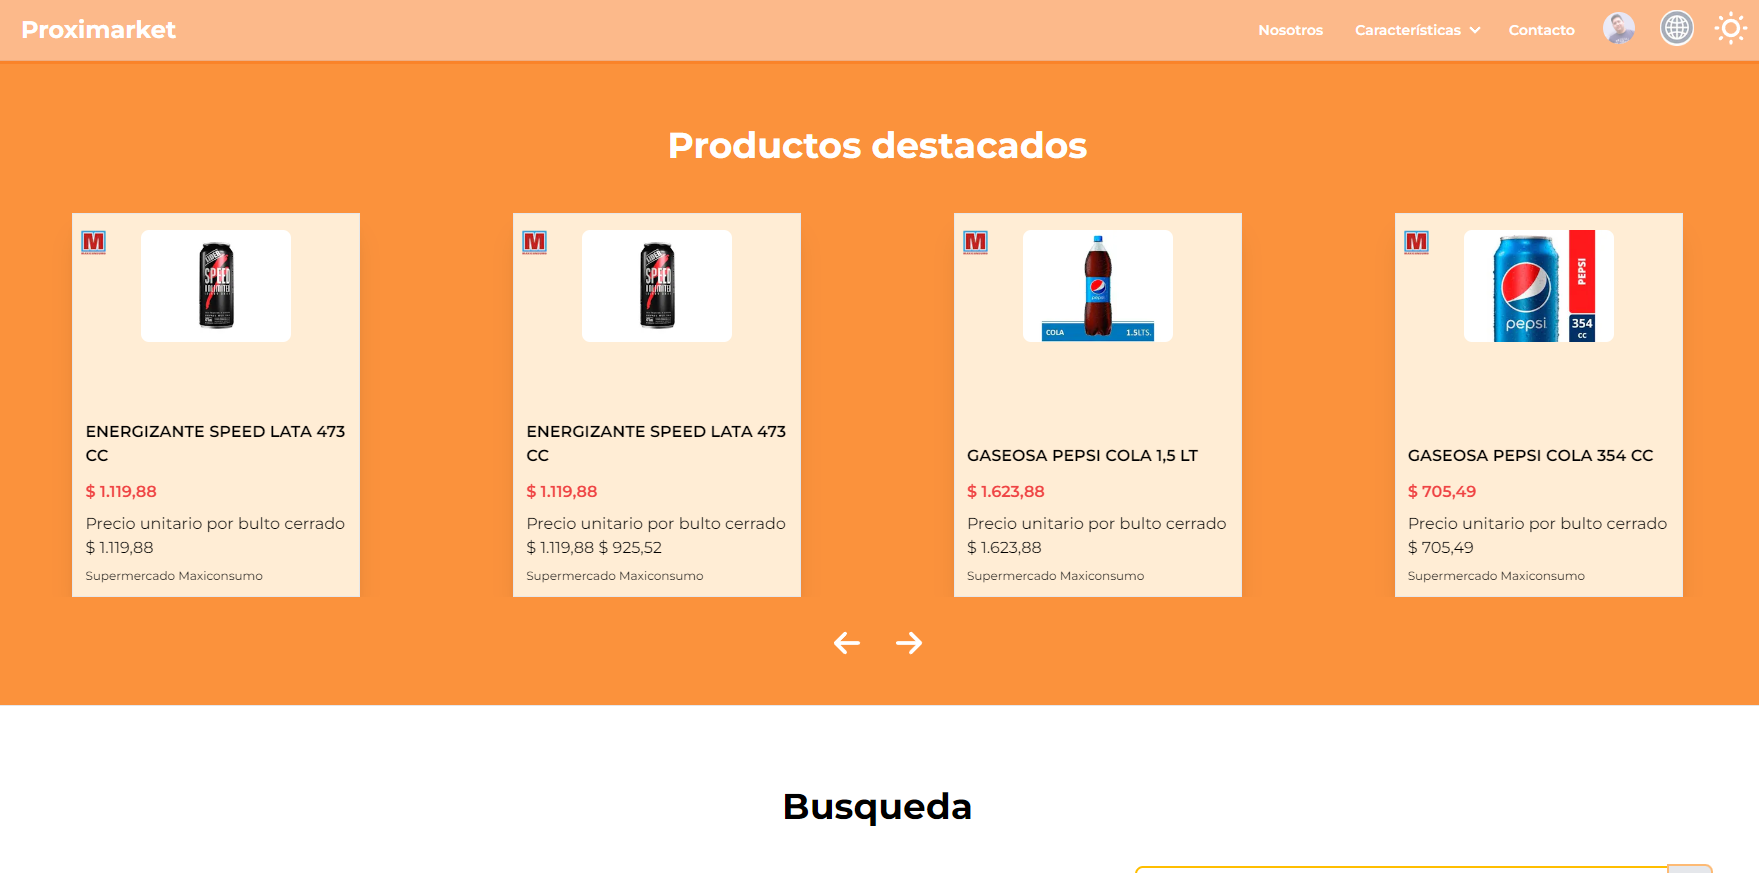 Proximarket
Nosotros
Características
Contacto
Productos destacados
M
SPEED
ENERGIZANTE SPEED LATA 473
CC
$ 1.119,88
Precio unitario por bulto cerrado
$ 1.119,88
Supermercado Maxiconsumo
M
SPEED
ENERGIZANTE SPEED LATA 473
CC
$ 1.119,88
Precio unitario por bulto cerrado
$ 1.119,88 $ 925,52
Supermercado Maxiconsumo
M
pepsi
COLA 1.5LTS.
GASEOSA PEPSI COLA 1,5 LT
$ 1.623,88
Precio unitario por bulto cerrado
$ 1.623,88
Supermercado Maxiconsumo
M
pepsi
PEPSI
354
CC
GASEOSA PEPSI COLA 354 CC
$ 705,49
Precio unitario por bulto cerrado
$ 705,49
Supermercado Maxiconsumo
Busqueda